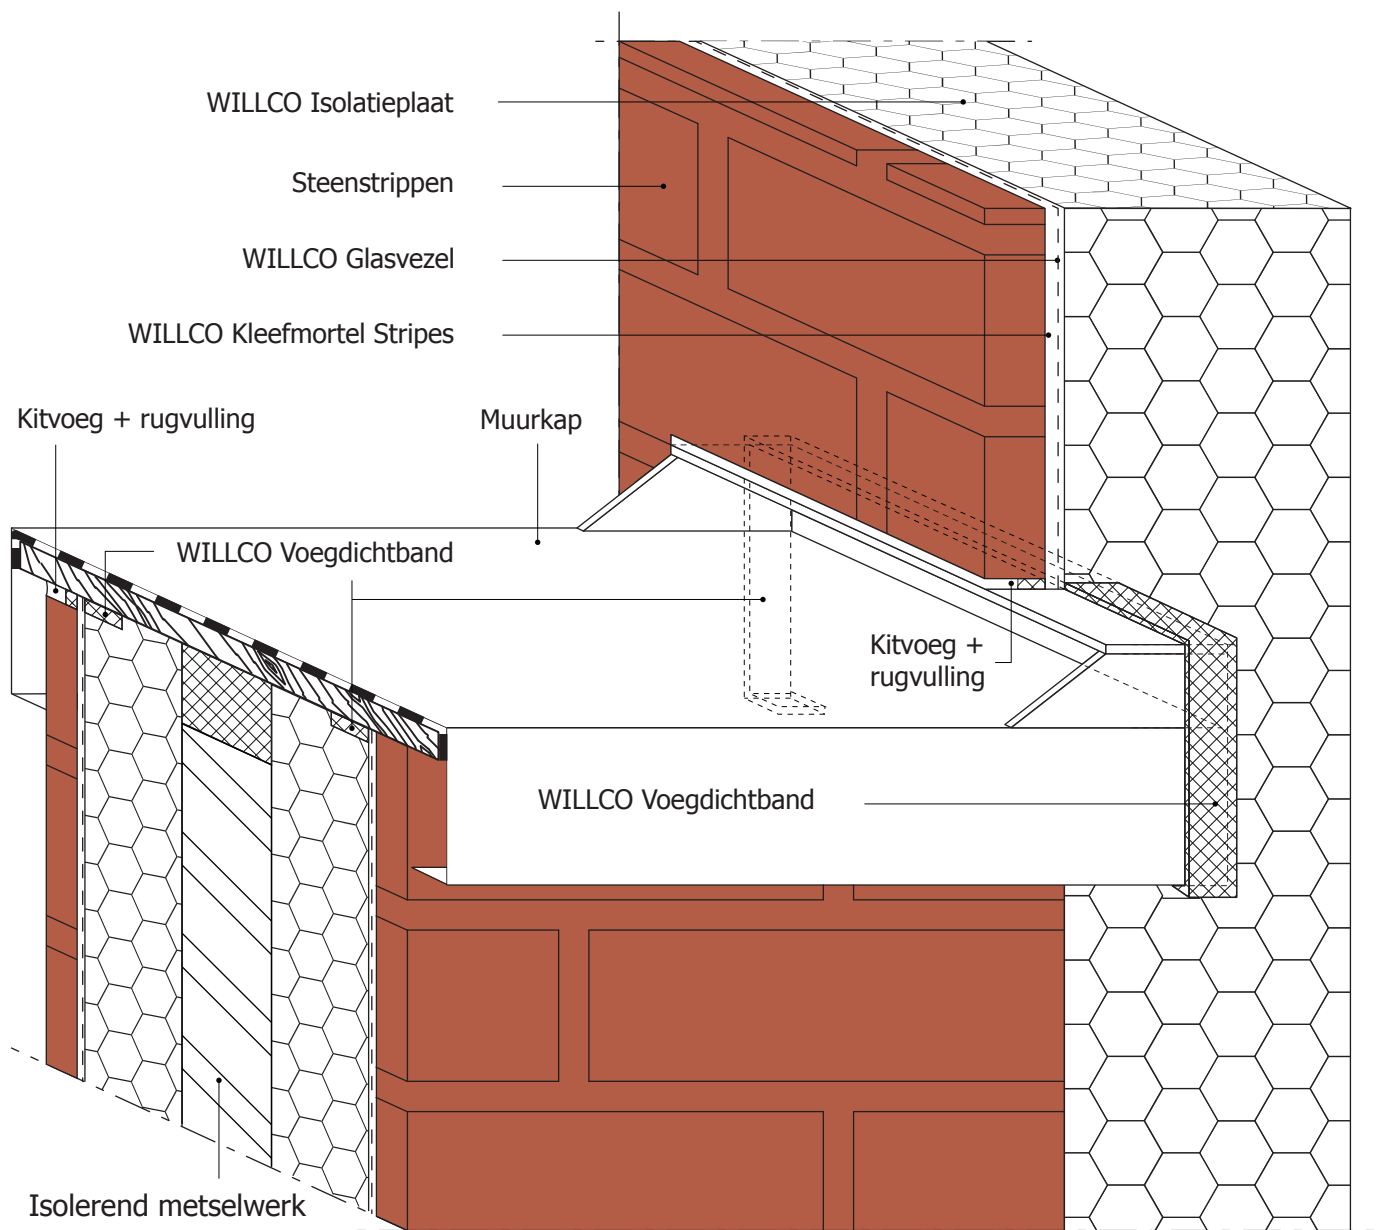 WILLCO Isolatieplaat
Steenstrippen
WILLCO Glasvezel
WILLCO Kleefmortel Stripes
Kitvoeg + rugvulling
Muurkap
WILLCO Voegdichtband
Kitvoeg +
rugvulling
WILLCO Voegdichtband
Isolerend metselwerk